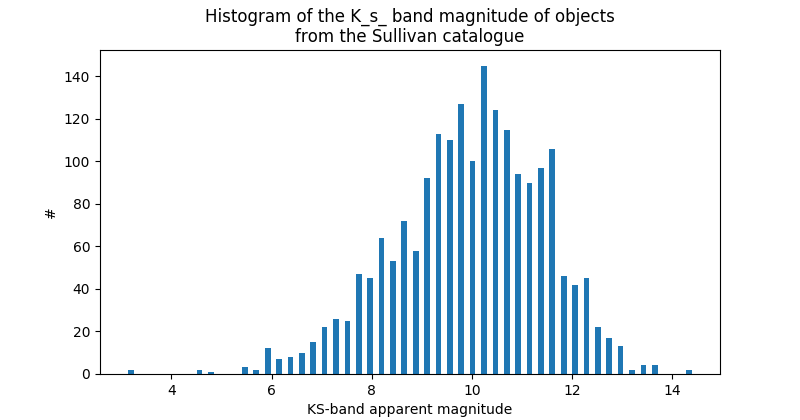 Histogram of the K_s_ band magnitude of objects
from the Sullivan catalogue
140
120
100
80
60
40
20
0
#
4 6 8 10 12 14
KS-band apparent magnitude